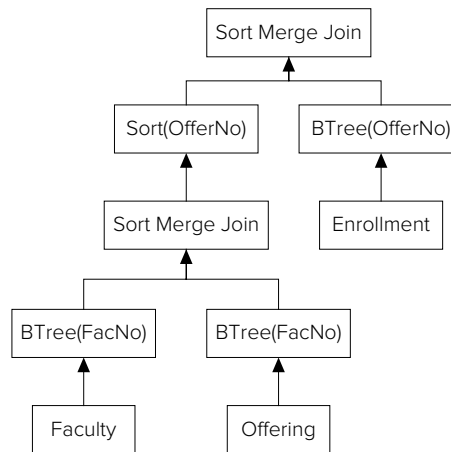 Sort Merge Join
Sort(OfferNo)
BTree(OfferNo)
Sort Merge Join
Enrollment
BTree(FacNo)
BTree(FacNo)
Faculty
Offering